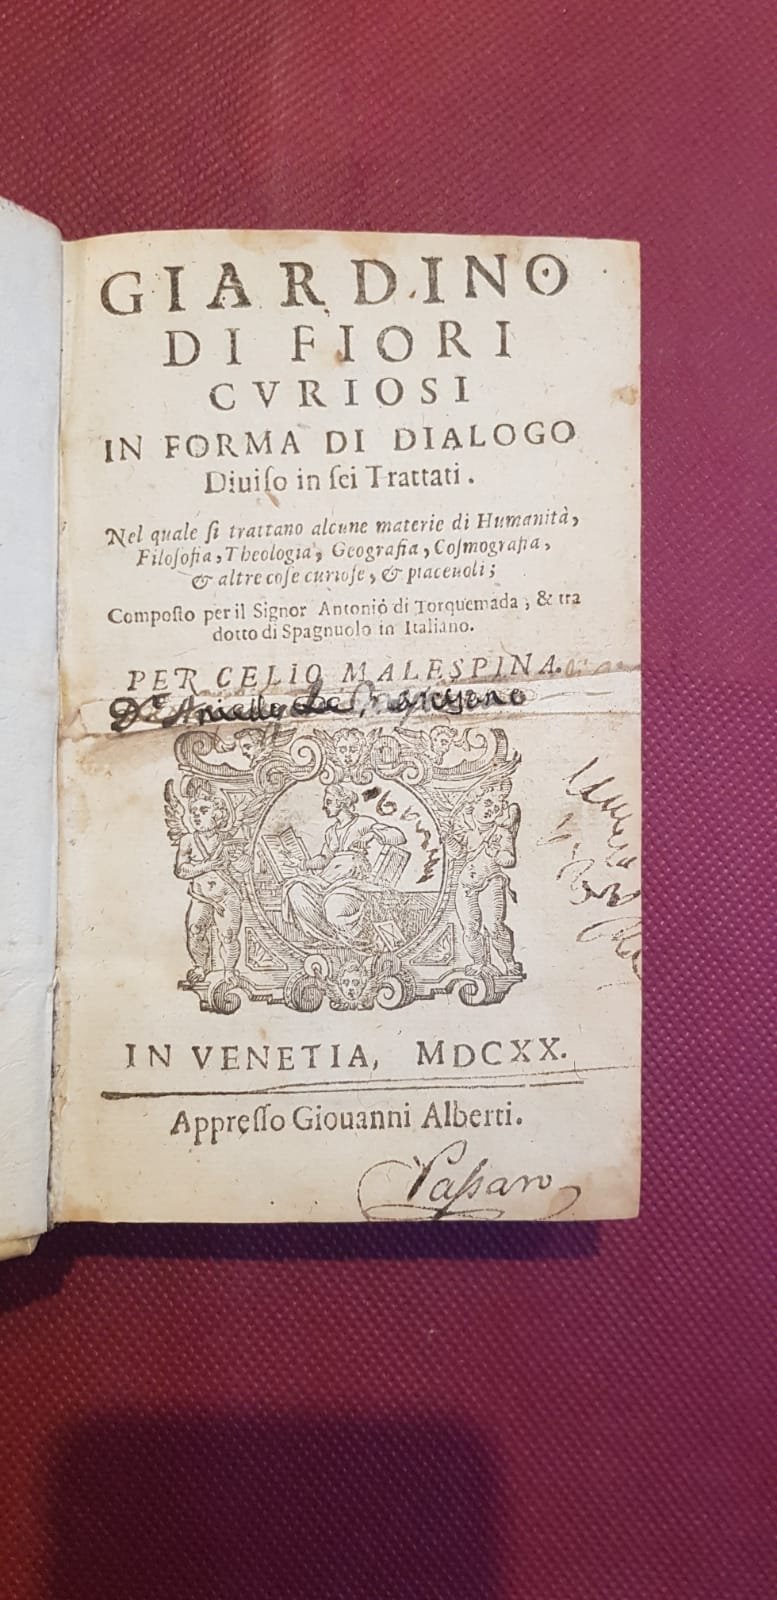 GIARDINO
DI FIORI
CVRIOSI
IN FORMA DI DIALOGO
Diuiſo in ſei Trattati.
Nel quale ſi trattano alcune materie di Humanità,
Filoſofia, Theologia, Geografia, Coſmografia,
& altre coſe curioſe, & piaceuoli;
Compoſto per il Signor Antonio di Torquemada, & tra
dotto di Spagnuolo in Italiano.
PER CELIO MALESPINA.
IN VENETIA, MDCXX.
Appreſſo Giouanni Alberti.
Paſsaro